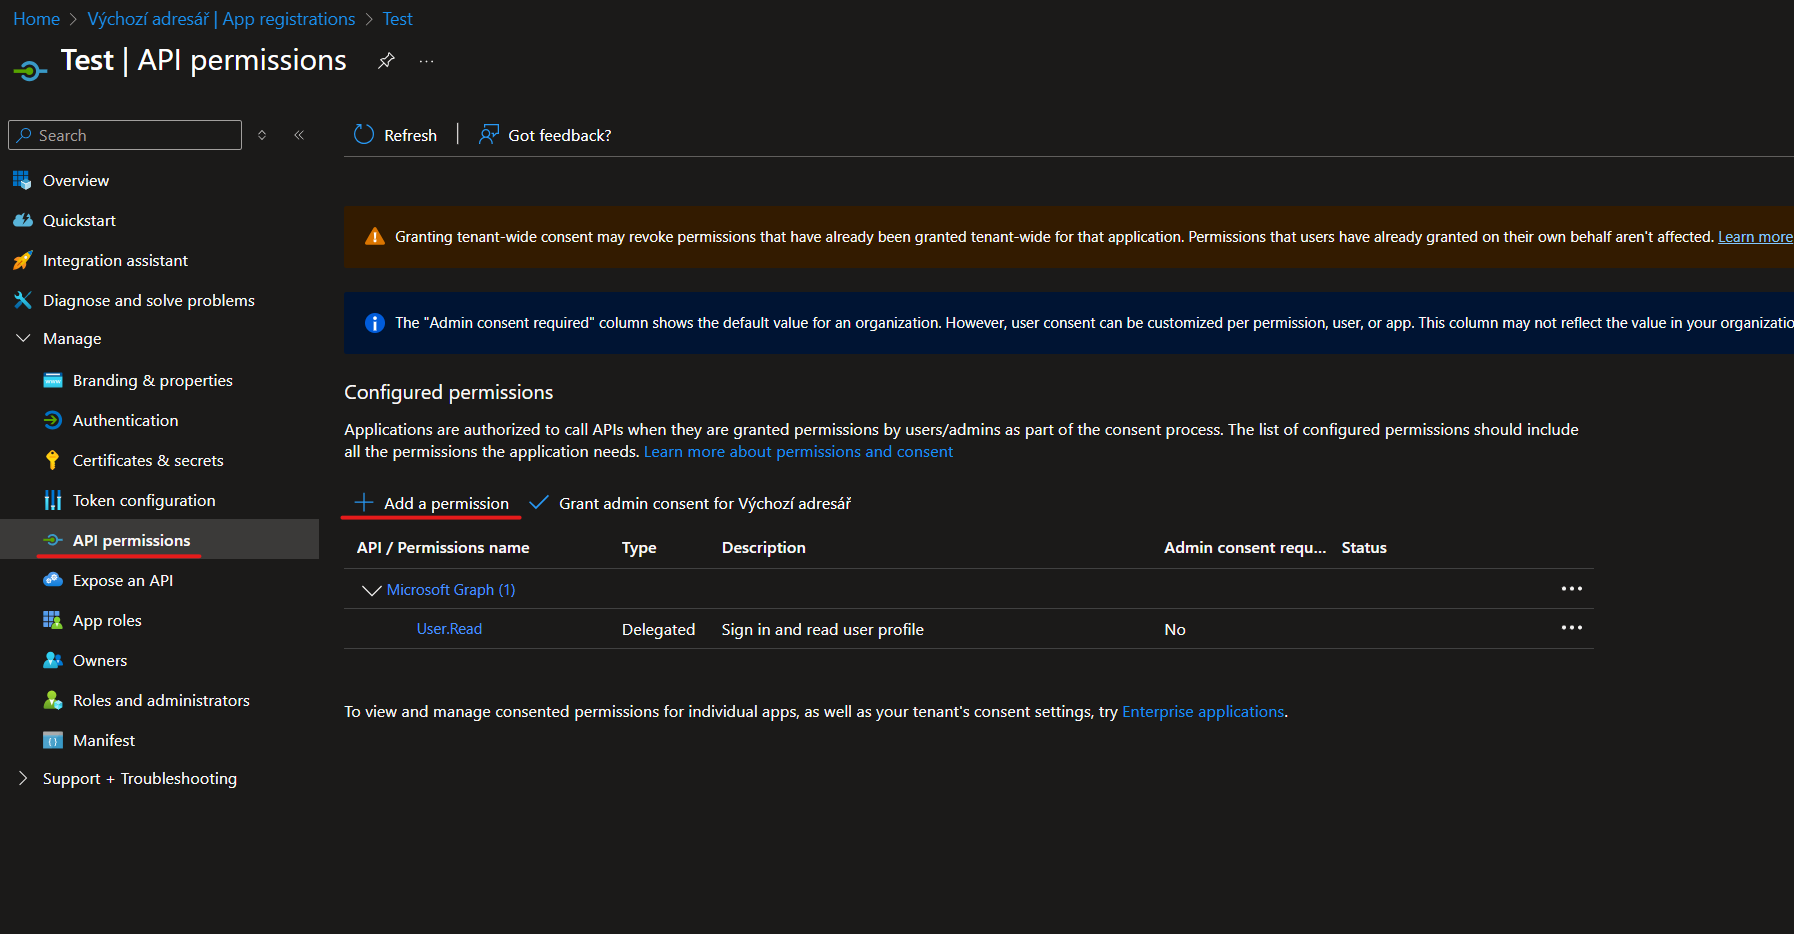 Home > Výchozí adresář | App registrations > Test
Test | API permissions
...
Search
Refresh | Got feedback?
Overview
Quickstart
Integration assistant
Diagnose and solve problems
Manage
Branding & properties
Authentication
Certificates & secrets
Token configuration
API permissions
Expose an API
App roles
Owners
Roles and administrators
Manifest
Support + Troubleshooting
Granting tenant-wide consent may revoke permissions that have already been granted tenant-wide for that application. Permissions that users have already granted on their own behalf aren't affected. Learn more
The "Admin consent required" column shows the default value for an organization. However, user consent can be customized per permission, user, or app. This column may not reflect the value in your organizatio
Configured permissions
Applications are authorized to call APIs when they are granted permissions by users/admins as part of the consent process. The list of configured permissions should include
all the permissions the application needs. Learn more about permissions and consent
Add a permission Grant admin consent for Výchozí adresář
API / Permissions name Type Description Admin consent requ... Status
Microsoft Graph (1)
User.Read Delegated Sign in and read user profile No
To view and manage consented permissions for individual apps, as well as your tenant's consent settings, try Enterprise applications.